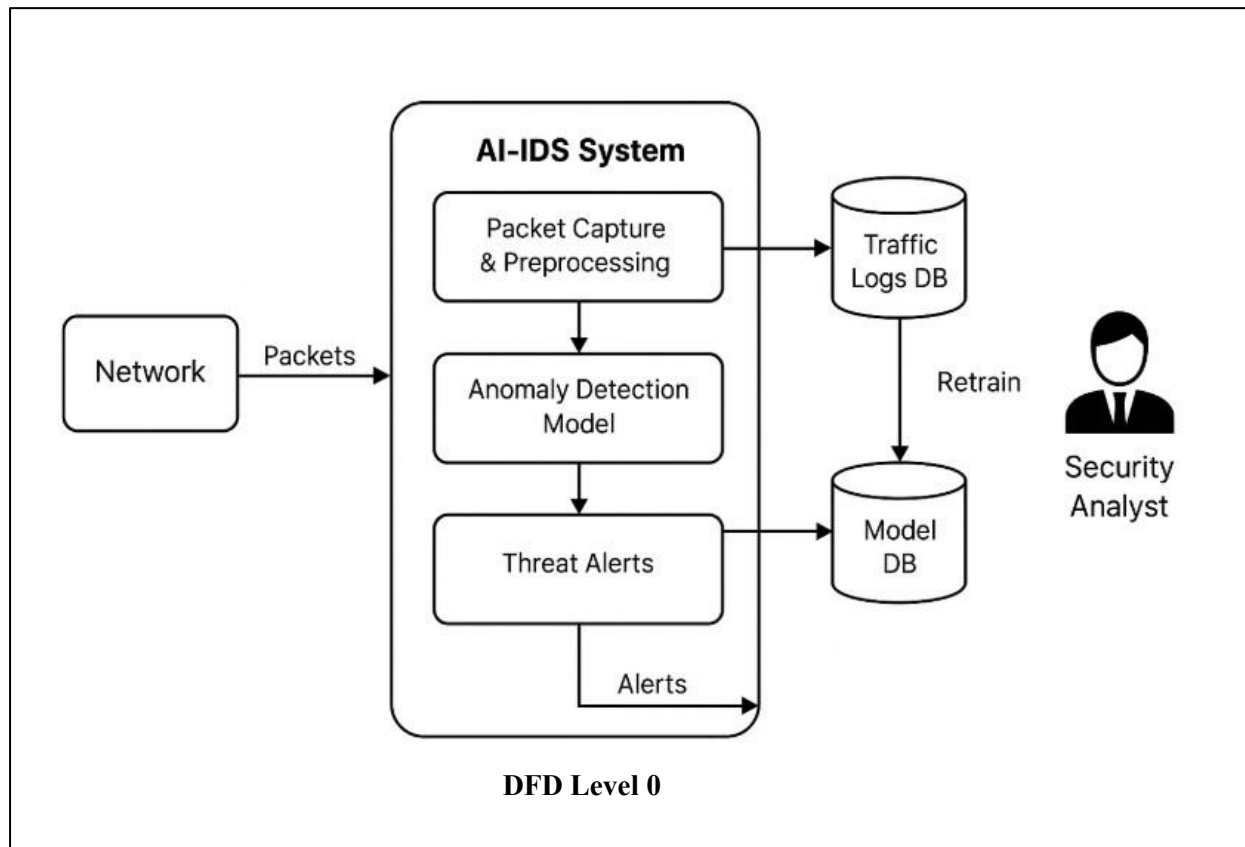 AI-IDS System
Packet Capture
& Preprocessing
Traffic
Logs DB
Network
Packets
Anomaly Detection
Model
Retrain
Security
Analyst
Threat Alerts
Model
DB
Alerts
DFD Level 0